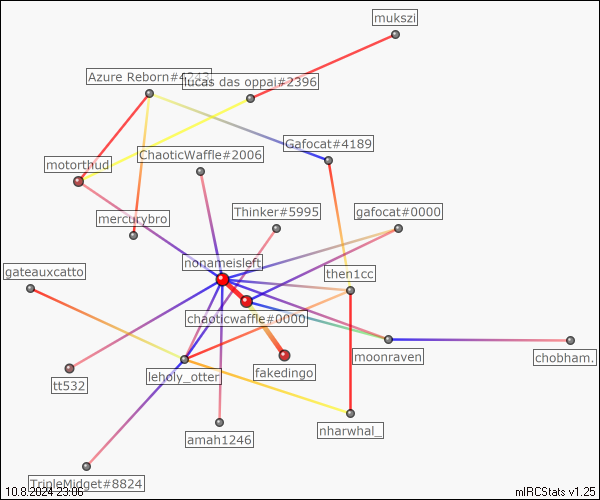 mukszi
Azure Reborn#4243
lucas das oppai#2396
Gafocat#4189
ChaoticWaffle#2006
motorthud
Thinker#5995
gafocat#0000
mercurybro
nonameisleft
gateauxcatto
then1cc
chaoticwaffle#0000
moonraven
chobham.
fakedingo
leholy_otter
tt532
nharwhal_
amah1246
TripleMidget#8824
10.8.2024 23:06
mIRCStats v1.25